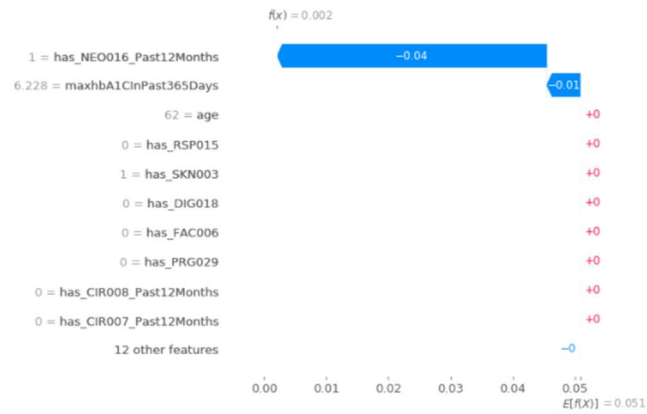 f(x) = 0.002
1 = has_NEO016_Past12Months
−0.04
6.228 = maxhbA1CInPast365Days
−0.01
62 = age
+0
0 = has_RSP015
+0
1 = has_SKN003
+0
0 = has_DIG018
+0
0 = has_FAC006
+0
0 = has_PRG029
+0
0 = has_CIR008_Past12Months
+0
0 = has_CIR007_Past12Months
+0
12 other features
−0
0.00 0.01 0.02 0.03 0.04 0.05
E[f(X)] = 0.051